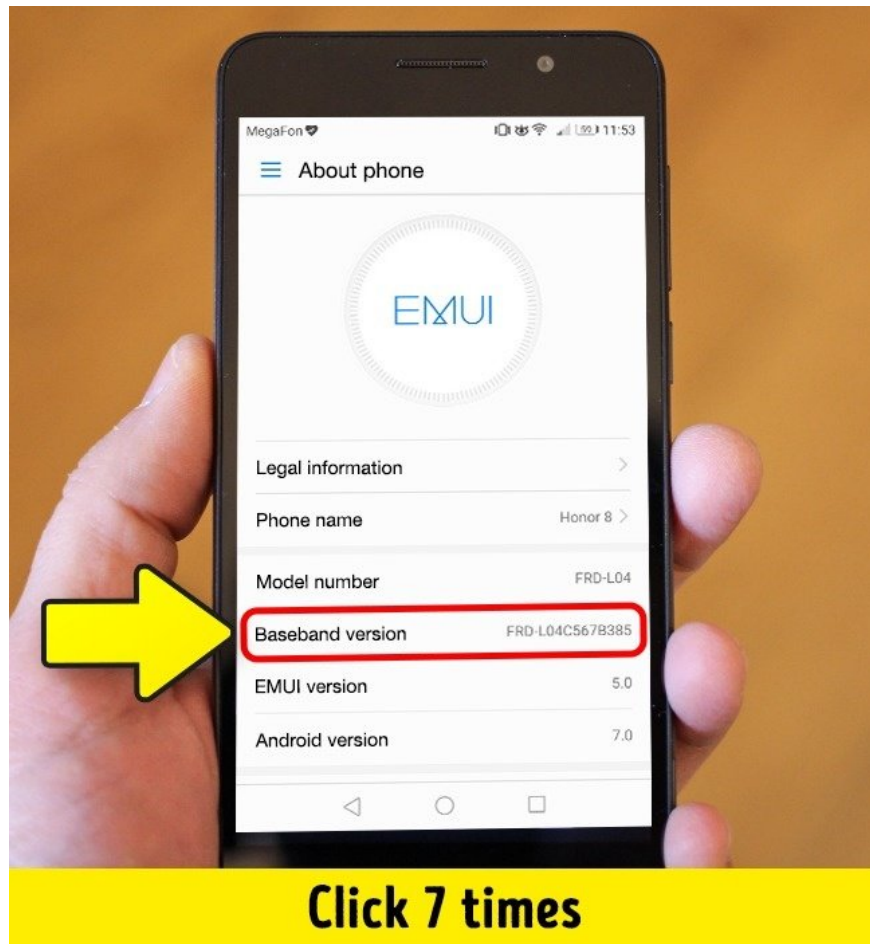 MegaFon 11:53
About phone
EMUI
Legal information
Phone name Honor 8
Model number FRD-L04
Baseband version FRD-L04C567B385
EMUI version 5.0
Android version 7.0
Click 7 times